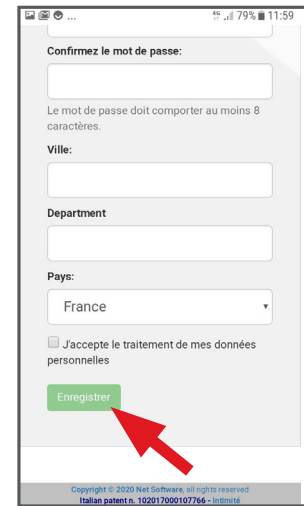 ... 79% 11:59
Confirmez le mot de passe:
Le mot de passe doit comporter au moins 8
caractères.
Ville:
Department
Pays:
France
J'accepte le traitement de mes données
personnelles
Enregistrer
Copyright © 2020 Net Software, all rights reserved
Italian patent n. 102017000107766 - Intimité